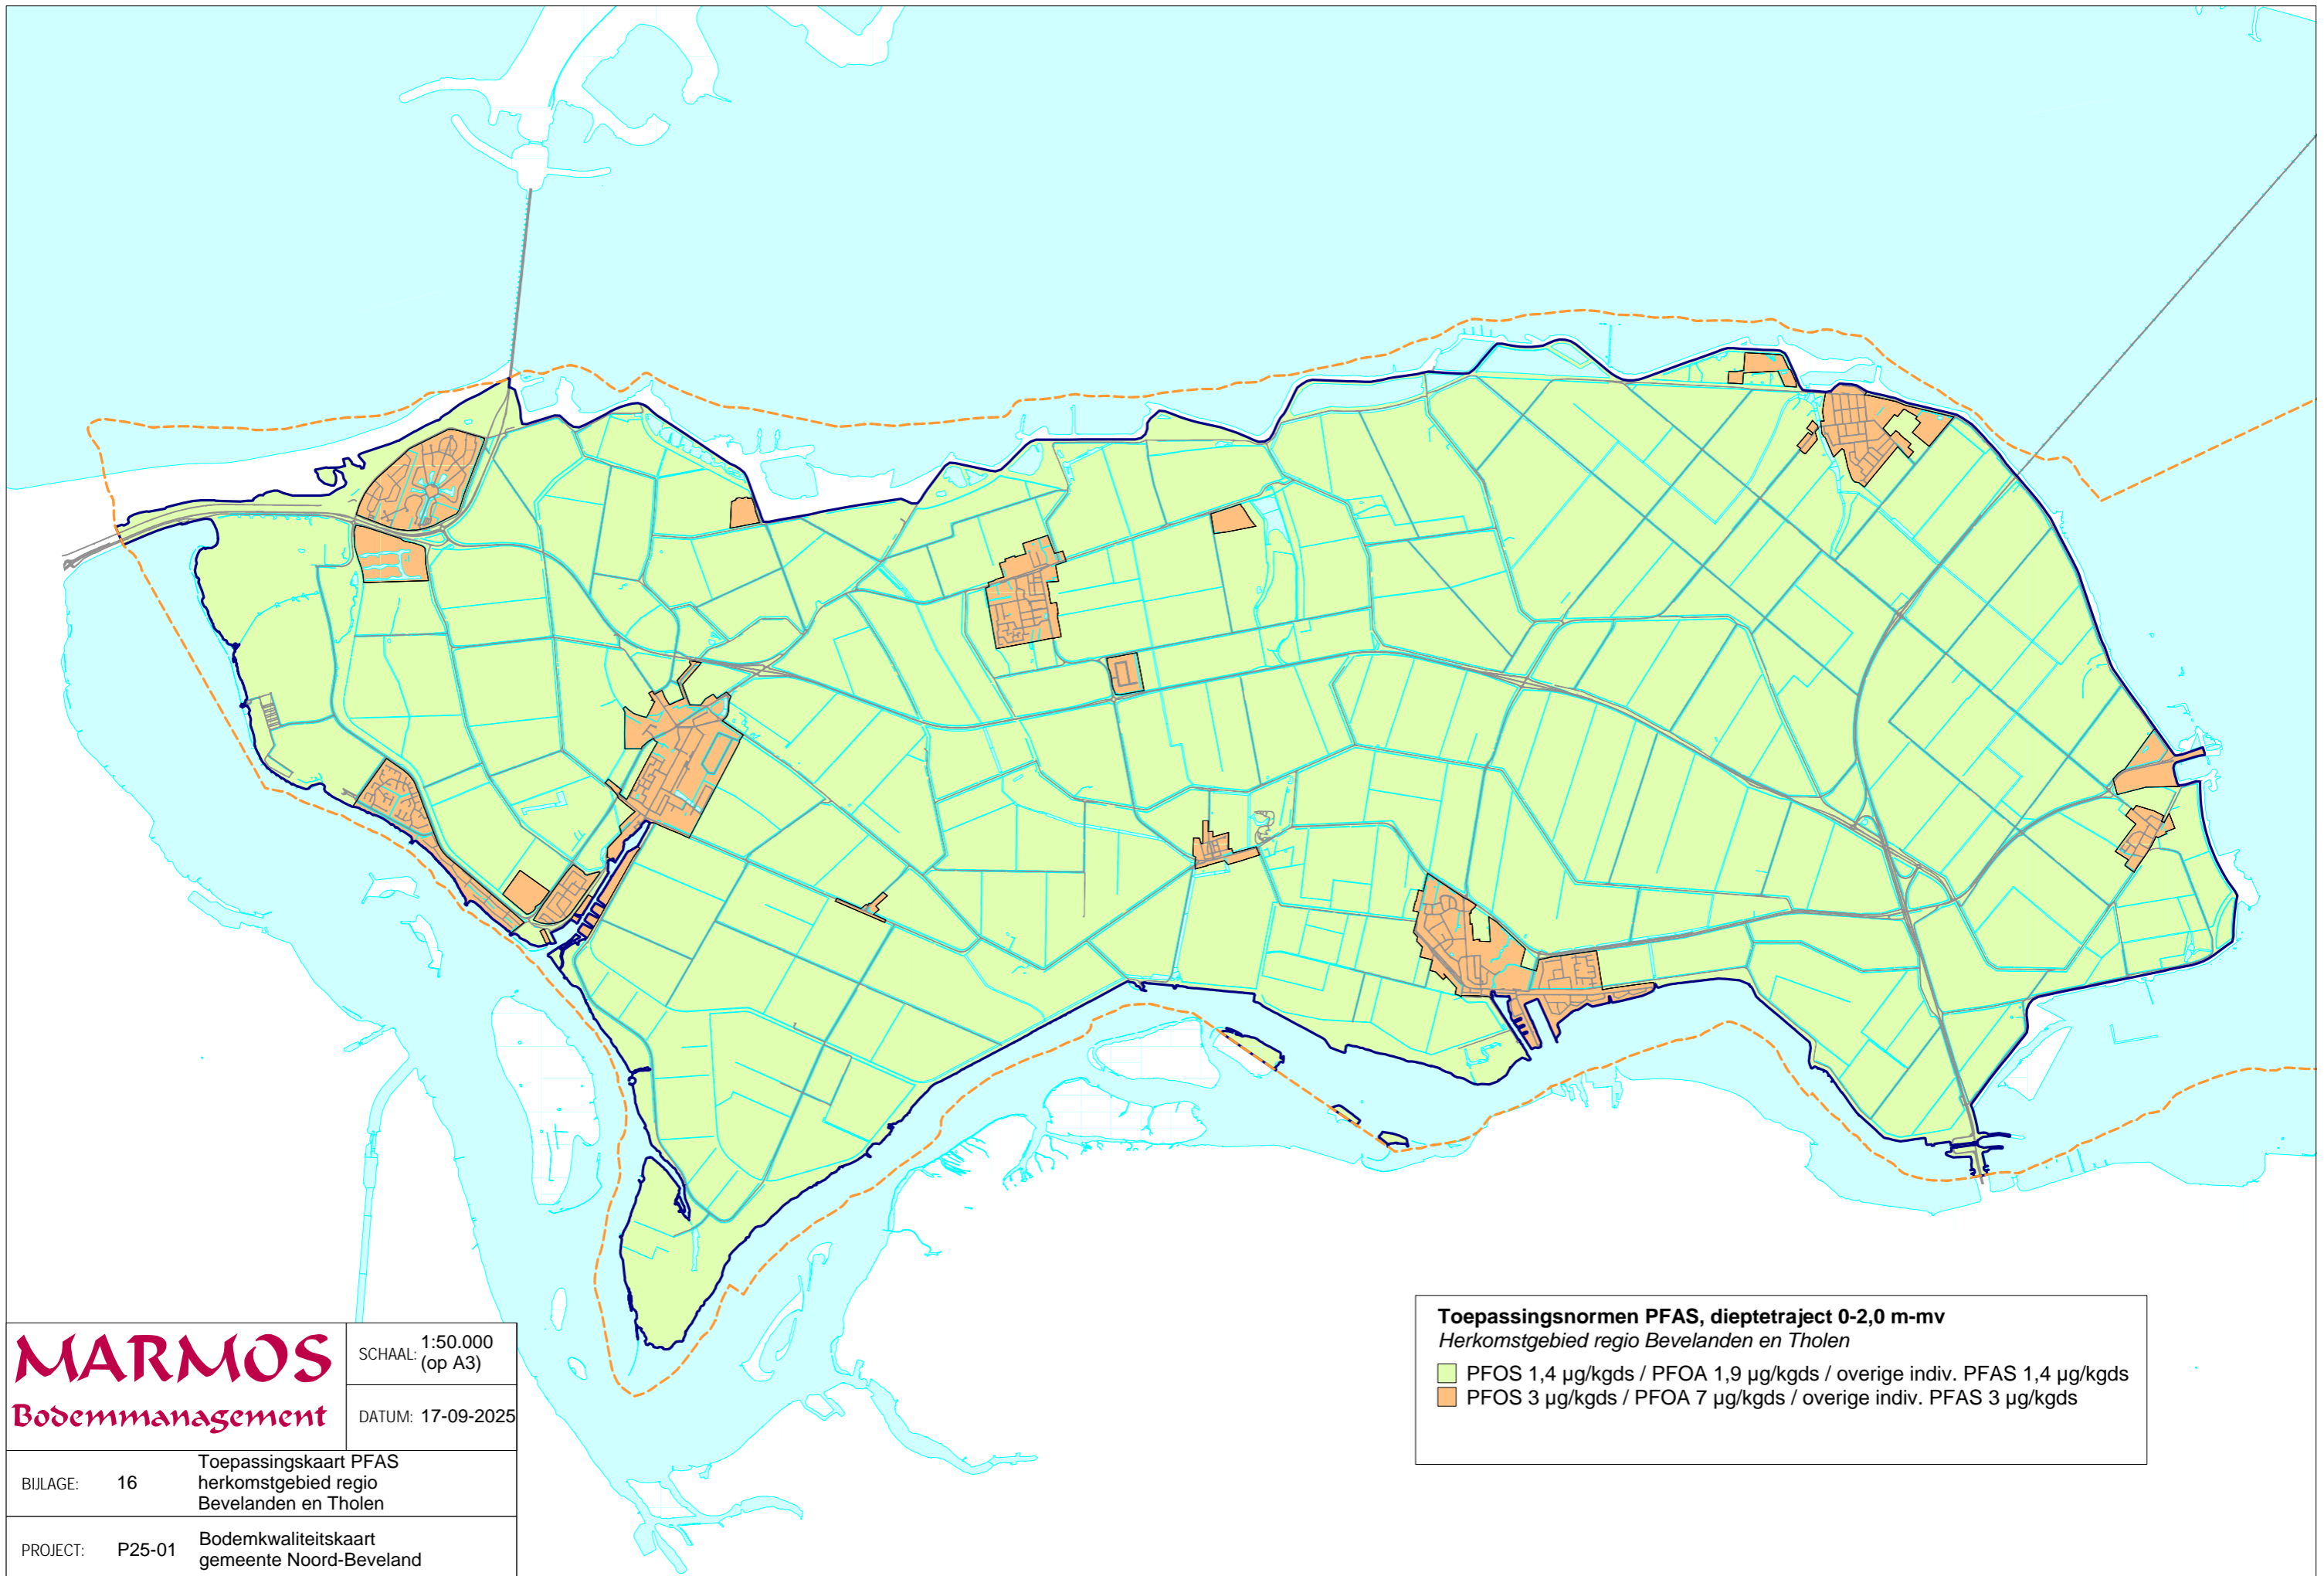 Toepassingsnormen PFAS, dieptetraject 0-2,0 m-mv
Herkomstgebied regio Bevelanden en Tholen
PFOS 1,4 µg/kgds / PFOA 1,9 µg/kgds / overige indiv. PFAS 1,4 µg/kgds
PFOS 3 µg/kgds / PFOA 7 µg/kgds / overige indiv. PFAS 3 µg/kgds
MARMOS
Bodemmanagement
SCHAAL: 1:50.000
(op A3)
DATUM: 17-09-2025
BIJLAGE: 16 Toepassingskaart PFAS
herkomstgebied regio
Bevelanden en Tholen
PROJECT: P25-01 Bodemkwaliteitskaart
gemeente Noord-Beveland